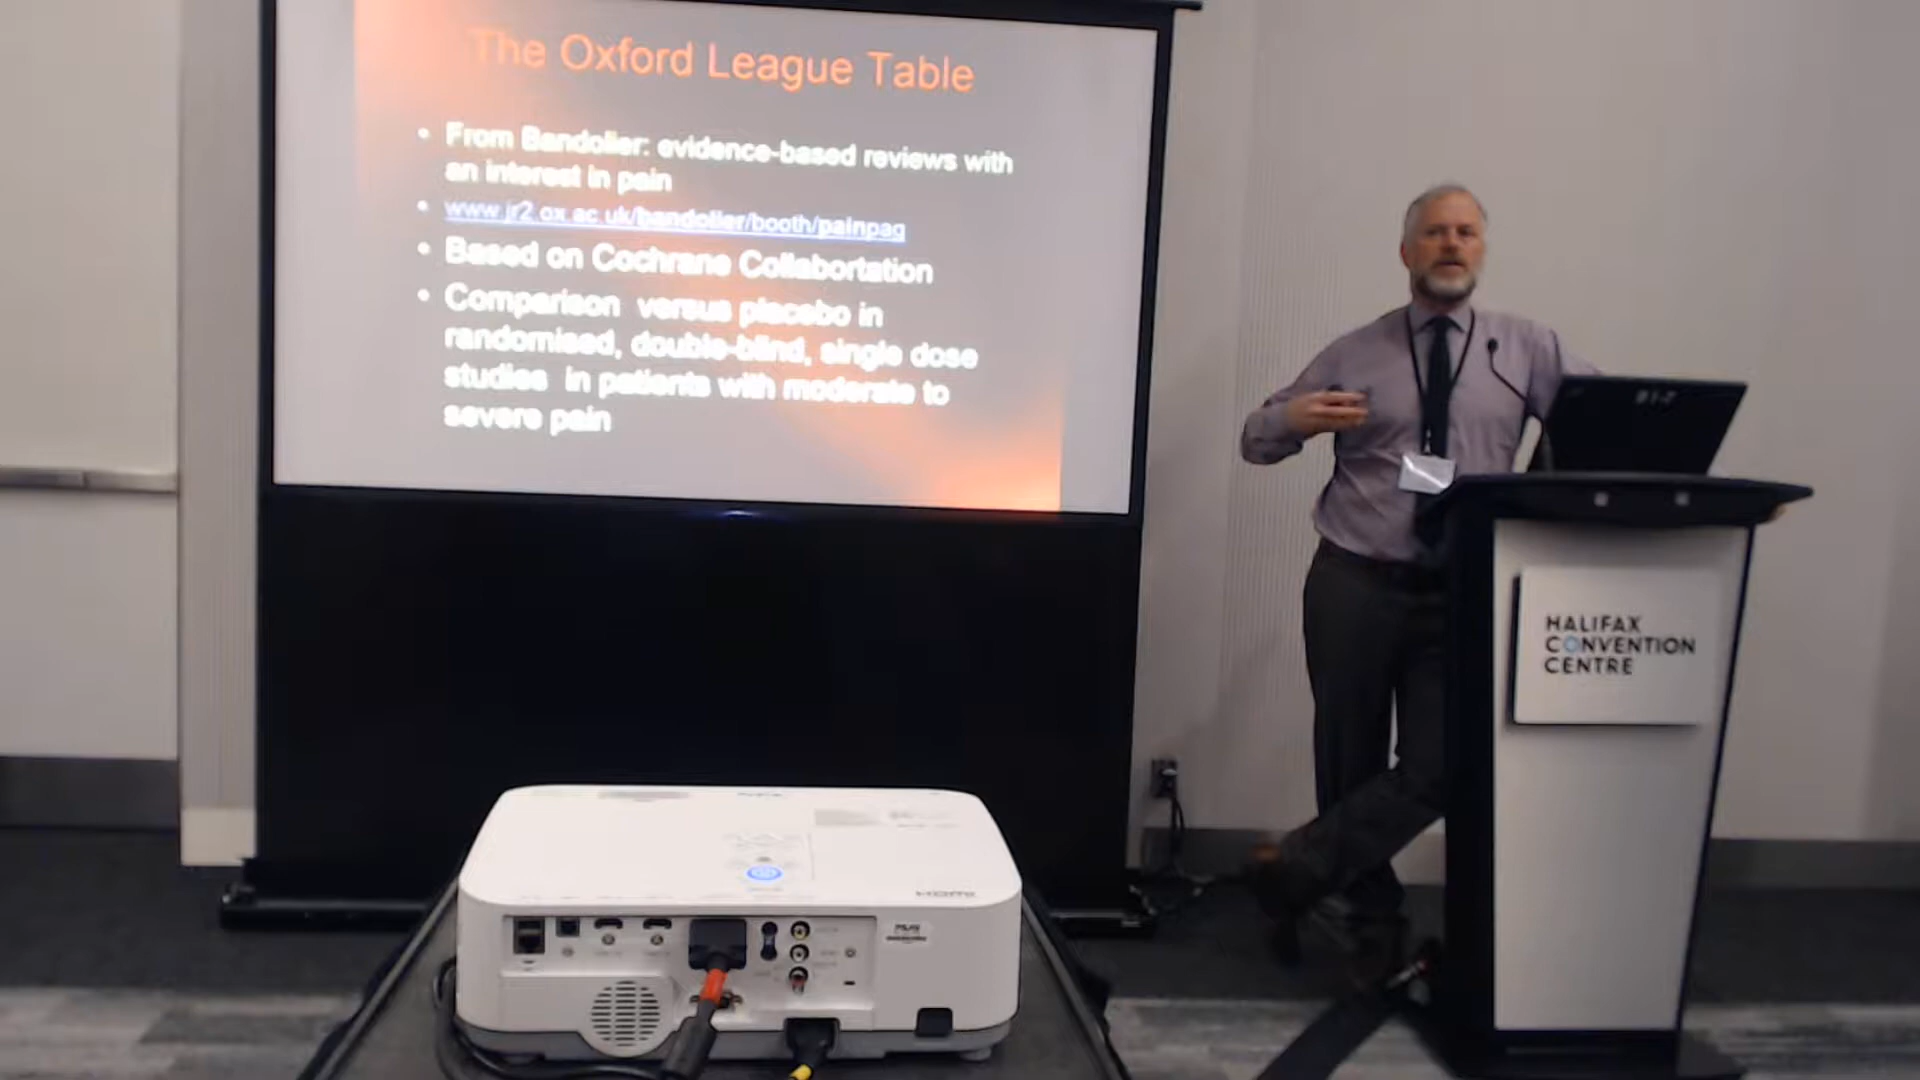 The Oxford League Table
• From Bandolier: evidence-based reviews with
an interest in pain
• www.jr2.ox.ac.uk/bandolier/booth/painpag
• Based on Cochrane Collabortation
• Comparison versus placebo in
randomised, double-blind, single dose
studies in patients with moderate to
severe pain
HALIFAX
CONVENTION
CENTRE